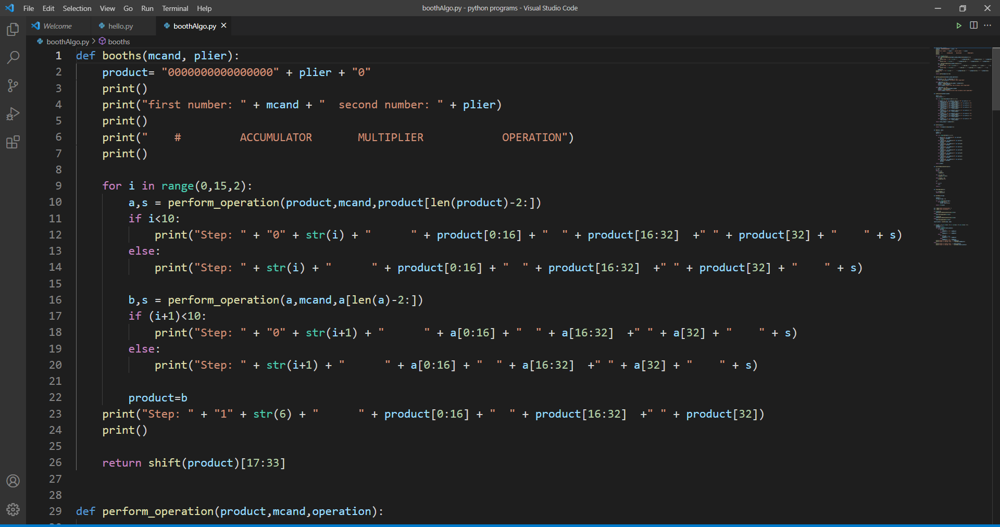 File Edit Selection View Go Run Terminal Help boothAlgo.py - python programs - Visual Studio Code
Welcome hello.py boothAlgo.py
boothAlgo.py > booths
1 def booths(mcand, plier):
2     product= "0000000000000000" + plier + "0"
3     print()
4     print("first number: " + mcand + "  second number: " + plier)
5     print()
6     print("    #         ACCUMULATOR       MULTIPLIER            OPERATION")
7     print()
8
9     for i in range(0,15,2):
10         a,s = perform_operation(product,mcand,product[len(product)-2:])
11         if i<10:
12             print("Step: " + "0" + str(i) + "      " + product[0:16] + "  " + product[16:32]  +" " + product[32] + "    " + s)
13         else:
14             print("Step: " + str(i) + "      " + product[0:16] + "  " + product[16:32]  +" " + product[32] + "    " + s)
15
16         b,s = perform_operation(a,mcand,a[len(a)-2:])
17         if (i+1)<10:
18             print("Step: " + "0" + str(i+1) + "      " + a[0:16] + "  " + a[16:32]  +" " + a[32] + "    " + s)
19         else:
20             print("Step: " + str(i+1) + "      " + a[0:16] + "  " + a[16:32]  +" " + a[32] + "    " + s)
21
22         product=b
23     print("Step: " + "1" + str(6) + "      " + product[0:16] + "  " + product[16:32]  +" " + product[32])
24     print()
25
26     return shift(product)[17:33]
27
28
29 def perform_operation(product,mcand,operation):